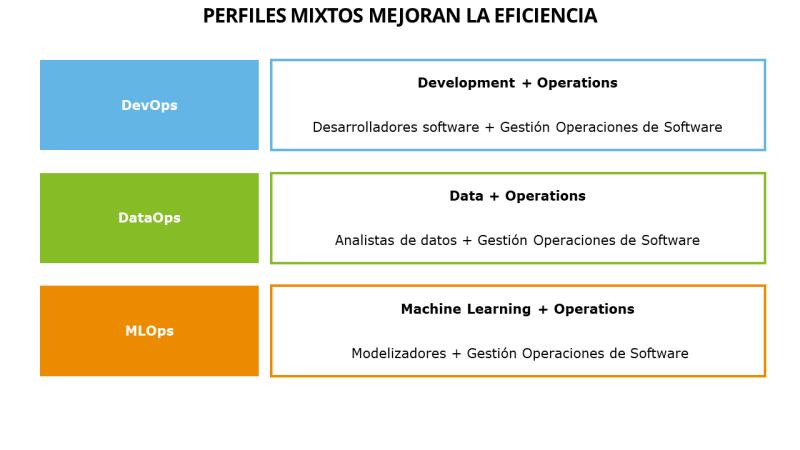 PERFILES MIXTOS MEJORAN LA EFICIENCIA
DevOps
Development + Operations
Desarrolladores software + Gestión Operaciones de Software
DataOps
Data + Operations
Analistas de datos + Gestión Operaciones de Software
MLOps
Machine Learning + Operations
Modelizadores + Gestión Operaciones de Software